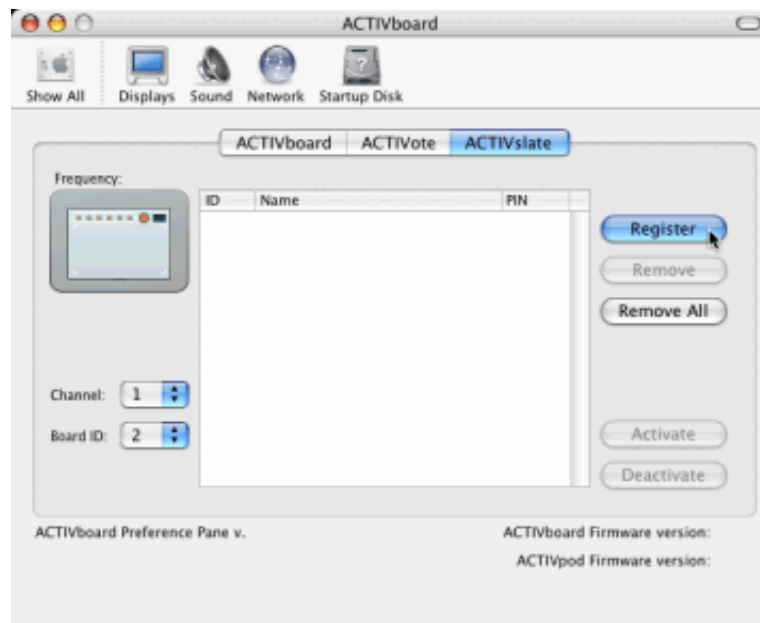 ACTIVboard
Show All Displays Sound Network Startup Disk
ACTIVboard ACTIVote ACTIVslate
Frequency:
ID Name PIN
Register
Remove
Remove All
Channel: 1
Board ID: 2
Activate
Deactivate
ACTIVboard Preference Pane v. ACTIVboard Firmware version:
ACTIVpod Firmware version: